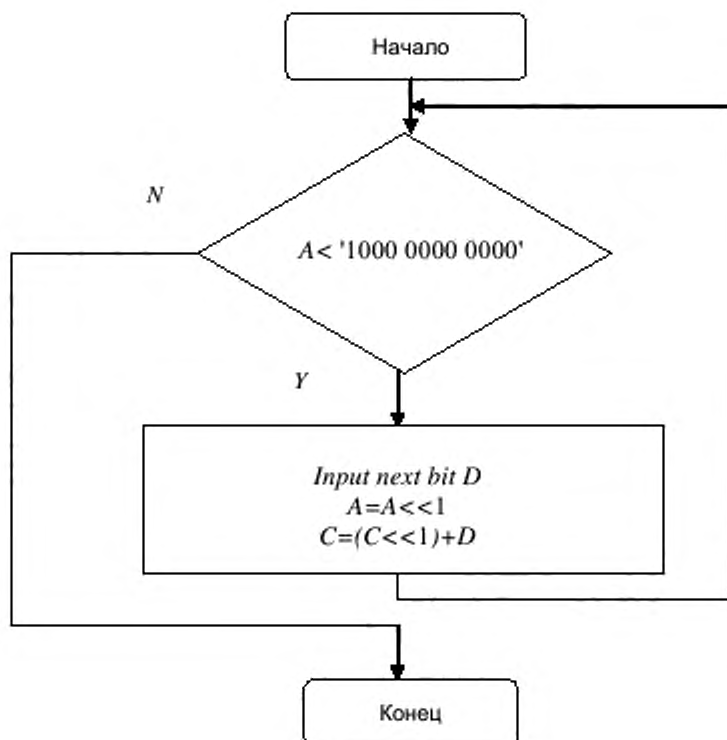 Начало
N
A< '1000 0000 0000'
Y
Input next bit D
A=A<<1
C=(C<<1)+D
Конец